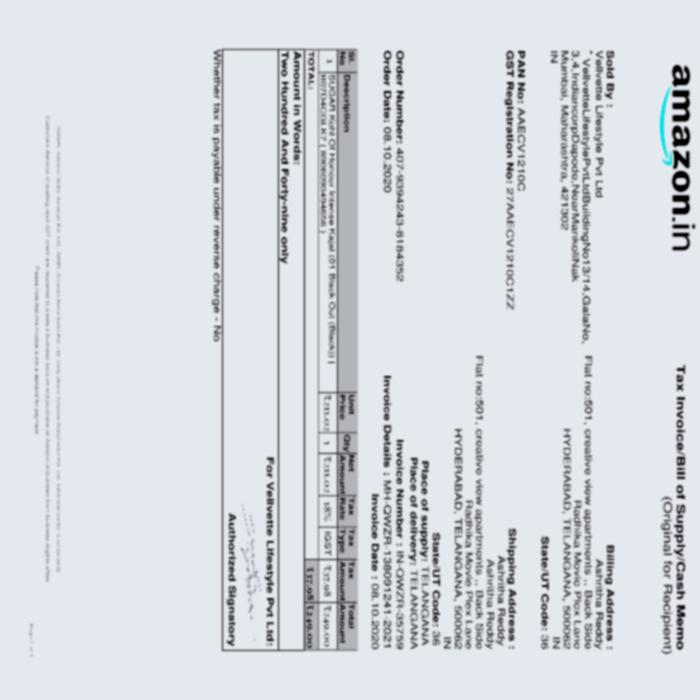 amazon.in
Tax Invoice/Bill of Supply/Cash Memo
(Original for Recipient)
Sold By :
Vellvette Lifestyle Pvt Ltd
* VellvetteLifestylePvtLtdBuildingNo13/14,GalaNo,
3,4,IndiancorpDapode,NearMankoliNak
Mumbai, Maharashtra, 421302
IN
Billing Address :
Ashritha Reddy
Flat no:501, creative view apartments .. Back Side
Radhika Movie Plex Lane
HYDERABAD, TELANGANA, 500062
IN
State/UT Code: 36
PAN No: AAECV1210C
GST Registration No: 27AAECV1210C1ZZ
Shipping Address :
Ashritha Reddy
Ashritha Reddy
Flat no:501, creative view apartments .. Back Side
Radhika Movie Plex Lane
HYDERABAD, TELANGANA, 500062
IN
State/UT Code: 36
Place of supply: TELANGANA
Place of delivery: TELANGANA
Order Number: 407-9394243-8184352
Order Date: 08.10.2020
Invoice Number : IN-QWZR-35759
Invoice Details : MH-QWZR-138091241-2021
Invoice Date : 08.10.2020
Sl. No Description Unit Price Qty Net Amount Tax Rate Tax Type Tax Amount Total Amount
1 SUGAR Kohl Of Honour Intense Kajal (01 Black Out (Black)) | ₹211.02 1 ₹211.02 18% IGST ₹37.98 ₹249.00
TOTAL: ₹37.98 ₹249.00
Amount in Words:
Two Hundred And Forty-nine only
For Vellvette Lifestyle Pvt Ltd:
Authorized Signatory
Whether tax is payable under reverse charge - No
Please note that this invoice is not a demand for payment
Page 1 of 1